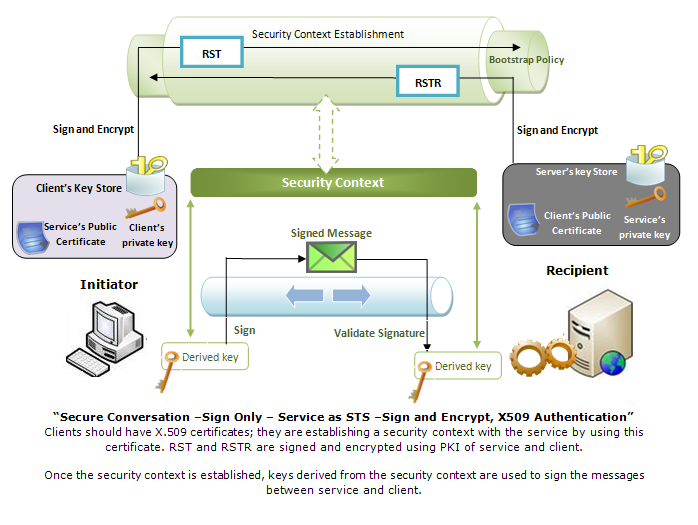 Security Context Establishment
RST
Bootstrap Policy
RSTR
Sign and Encrypt
Sign and Encrypt
Client's Key Store
Service's Public
Certificate
Client's
private key
Security Context
Server's key Store
Client's Public
Certificate
Service's
private key
Signed Message
Initiator
Recipient
Sign
Validate Signature
Derived key
Derived key
“Secure Conversation –Sign Only – Service as STS –Sign and Encrypt, X509 Authentication”
Clients should have X.509 certificates; they are establishing a security context with the service by using this
certificate. RST and RSTR are signed and encrypted using PKI of service and client.
Once the security context is established, keys derived from the security context are used to sign the messages
between service and client.